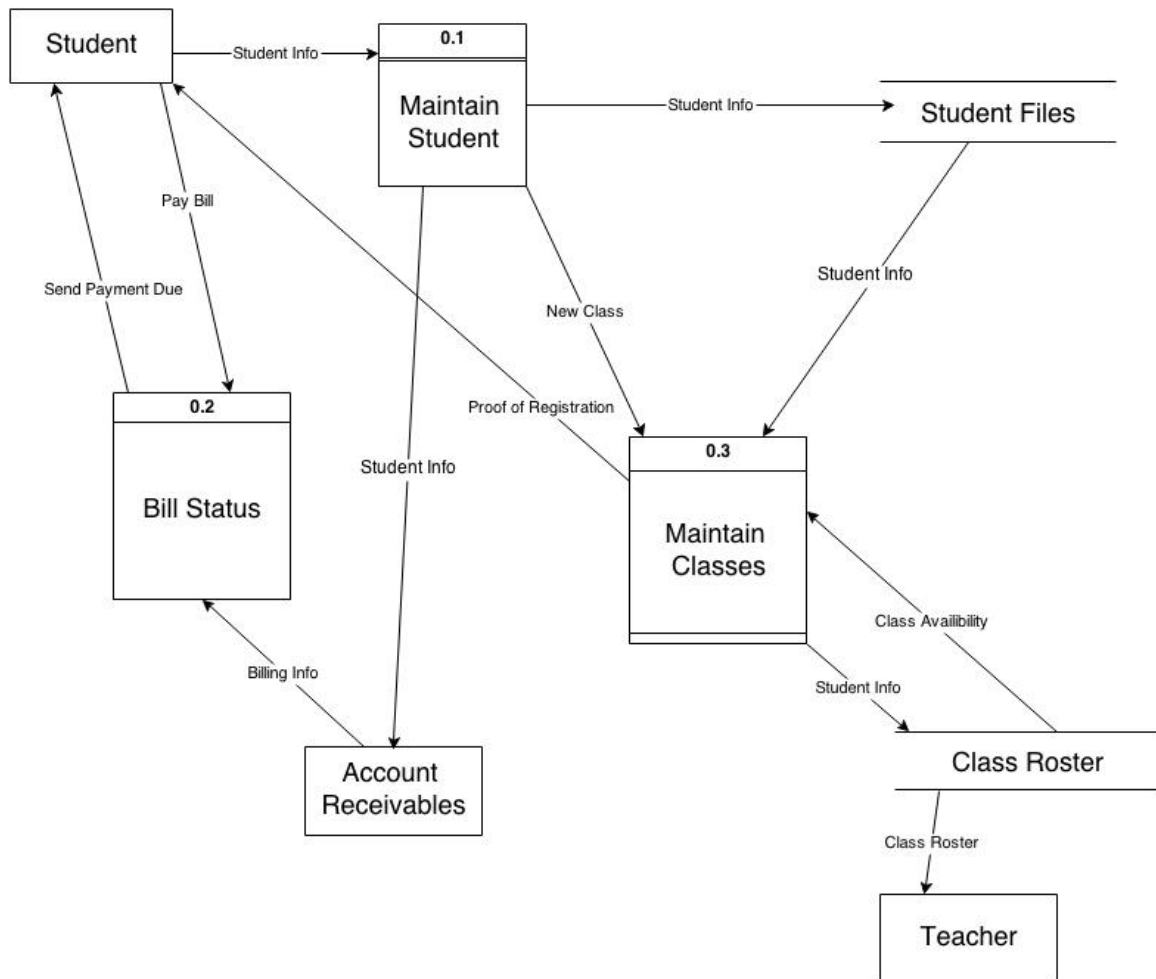 Student
Student Info
0.1
Maintain
Student
Student Info
Student Files
Pay Bill
Send Payment Due
New Class
Student Info
0.2
Bill Status
Proof of Registration
Student Info
0.3
Maintain
Classes
Class Availibility
Billing Info
Student Info
Account
Receivables
Class Roster
Class Roster
Teacher